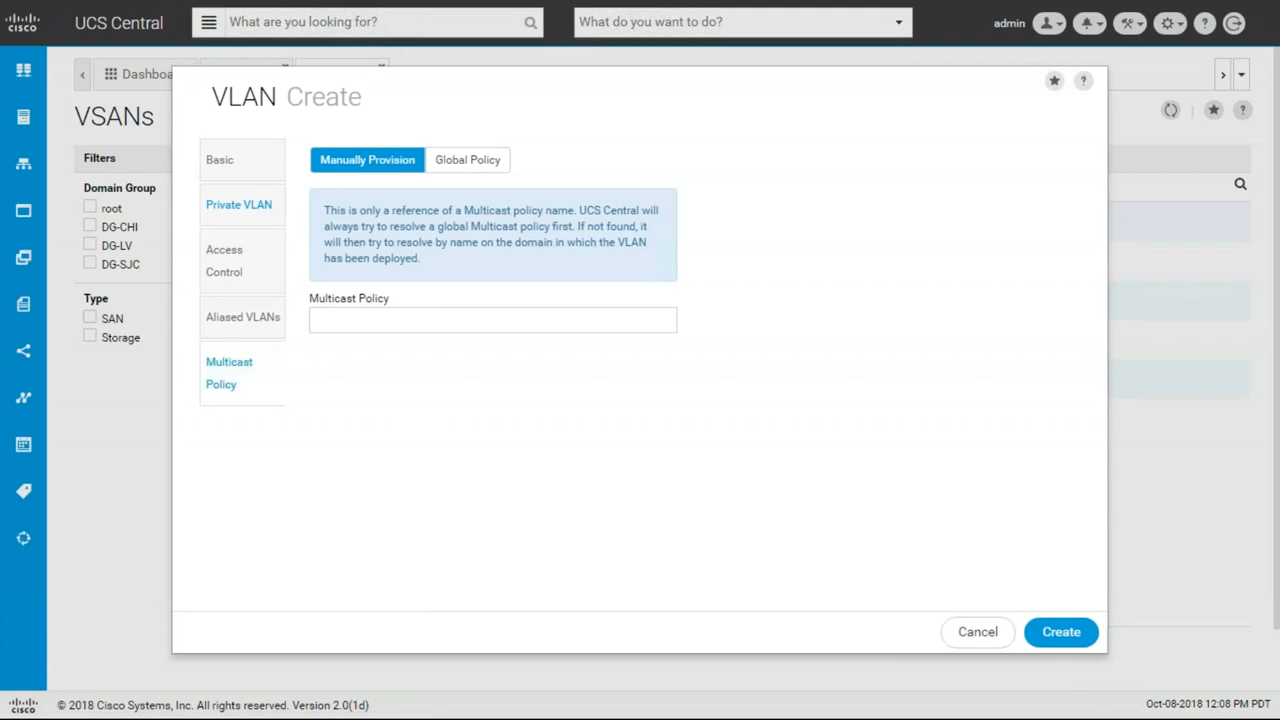 cisco
UCS Central
What are you looking for?
What do you want to do?
admin
Dashboa
VSANs
Filters
Domain Group
root
DG-CHI
DG-LV
DG-SJC
Type
SAN
Storage
VLAN Create
Basic
Private VLAN
Access
Control
Aliased VLANs
Multicast
Policy
Manually Provision
Global Policy
This is only a reference of a Multicast policy name. UCS Central will
always try to resolve a global Multicast policy first. If not found, it
will then try to resolve by name on the domain in which the VLAN
has been deployed.
Multicast Policy
Cancel
Create
cisco
© 2018 Cisco Systems, Inc. All rights reserved. Version 2.0(1d)
Oct-08-2018 12:08 PM PDT